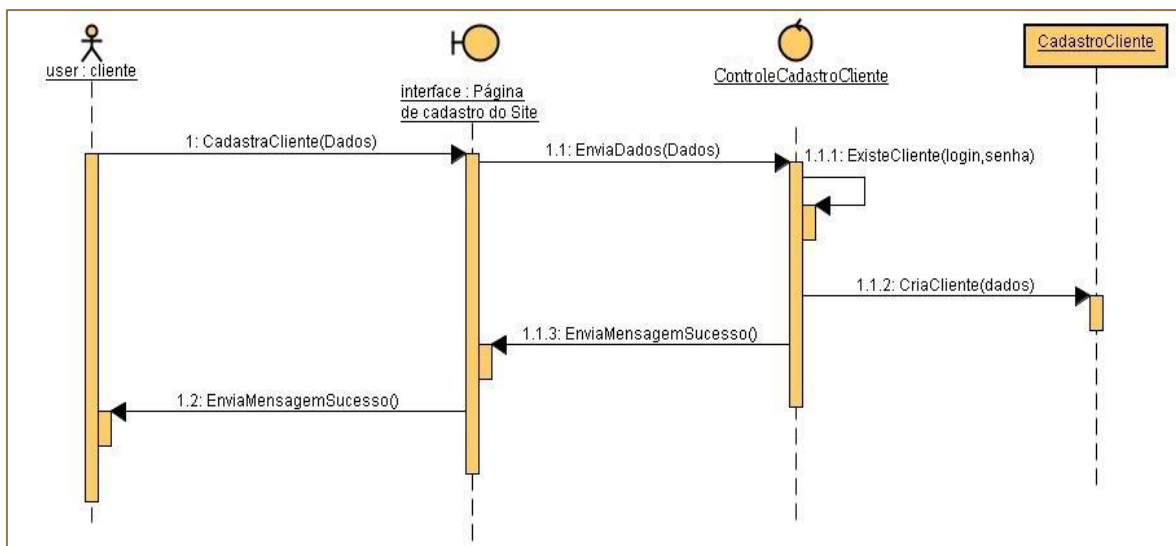 user : cliente
interface : Página
de cadastro do Site
ControleCadastroCliente
CadastroCliente
1: CadastraCliente(Dados)
1.1: EnviaDados(Dados)
1.1.1: ExisteCliente(login,senha)
1.1.2: CriaCliente(dados)
1.1.3: EnviaMensagemSucesso()
1.2: EnviaMensagemSucesso()